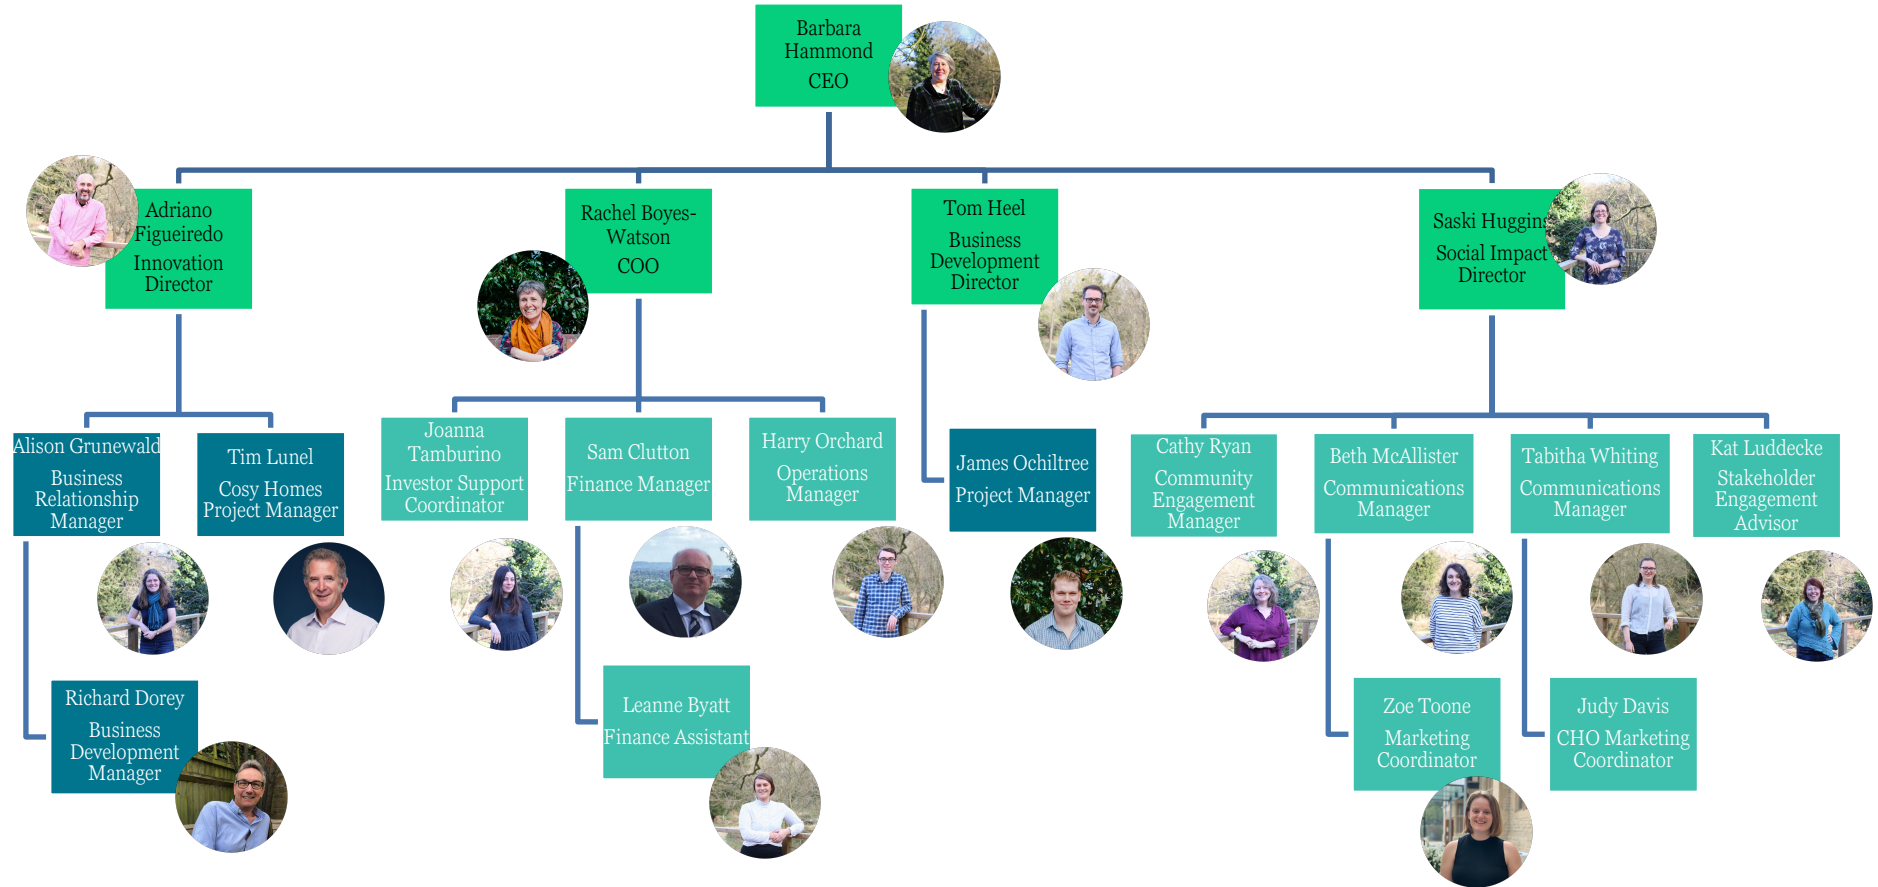 Barbara
Hammond
CEO
Adriano
Figueiredo
Innovation
Director
Rachel Boyes-
Watson
COO
Tom Heel
Business
Development
Director
Saski Huggins
Social Impact
Director
Alison Grunewald
Business
Relationship
Manager
Tim Lunel
Cosy Homes
Project Manager
Joanna
Tamburino
Investor Support
Coordinator
Sam Clutton
Finance Manager
Harry Orchard
Operations
Manager
James Ochiltree
Project Manager
Cathy Ryan
Community
Engagement
Manager
Beth McAllister
Communications
Manager
Tabitha Whiting
Communications
Manager
Kat Luddecke
Stakeholder
Engagement
Advisor
Richard Dorey
Business
Development
Manager
Leanne Byatt
Finance Assistant
Zoe Toone
Marketing
Coordinator
Judy Davis
CHO Marketing
Coordinator